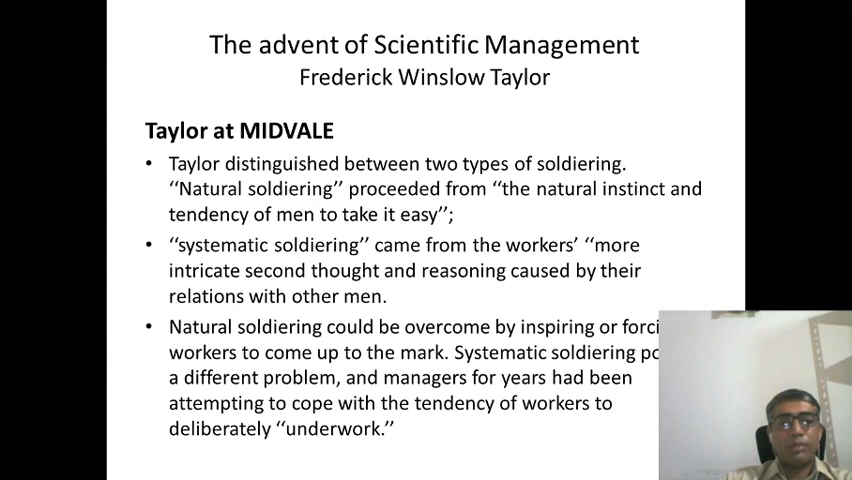 The advent of Scientific Management
Frederick Winslow Taylor
Taylor at MIDVALE
• Taylor distinguished between two types of soldiering.
‘‘Natural soldiering’’ proceeded from ‘‘the natural instinct and
tendency of men to take it easy’’;
• ‘‘systematic soldiering’’ came from the workers’ ‘‘more
intricate second thought and reasoning caused by their
relations with other men.
• Natural soldiering could be overcome by inspiring or
workers to come up to the mark. Systematic soldiering
a different problem, and managers for years had been
attempting to cope with the tendency of workers to
deliberately ‘‘underwork.’’